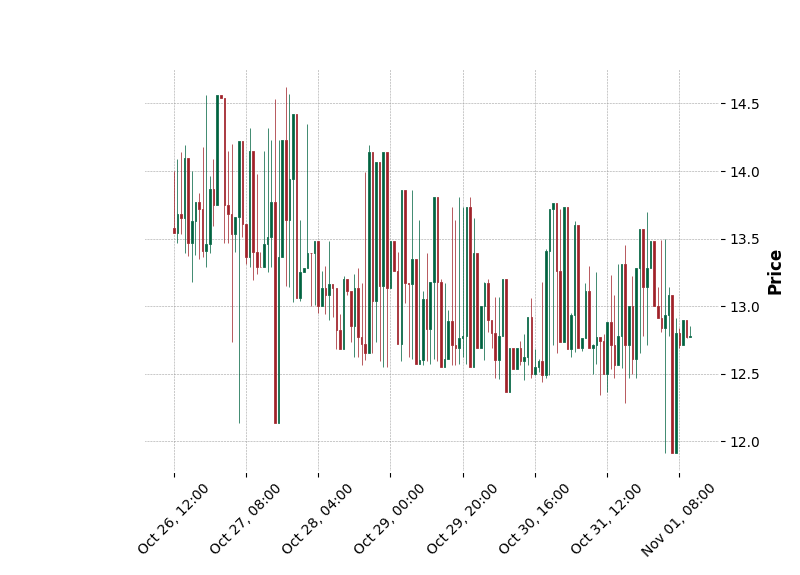 14.5
14.0
13.5
13.0
12.5
12.0
Price
Oct 26, 12:00
Oct 27, 08:00
Oct 28, 04:00
Oct 29, 00:00
Oct 29, 20:00
Oct 30, 16:00
Oct 31, 12:00
Nov 01, 08:00